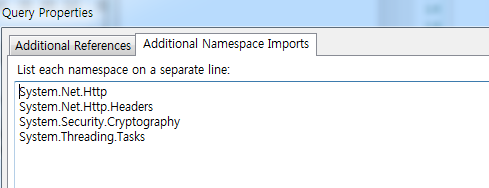 Query Properties
Additional References
Additional Namespace Imports
List each namespace on a separate line:
System.Net.Http
System.Net.Http.Headers
System.Security.Cryptography
System.Threading.Tasks